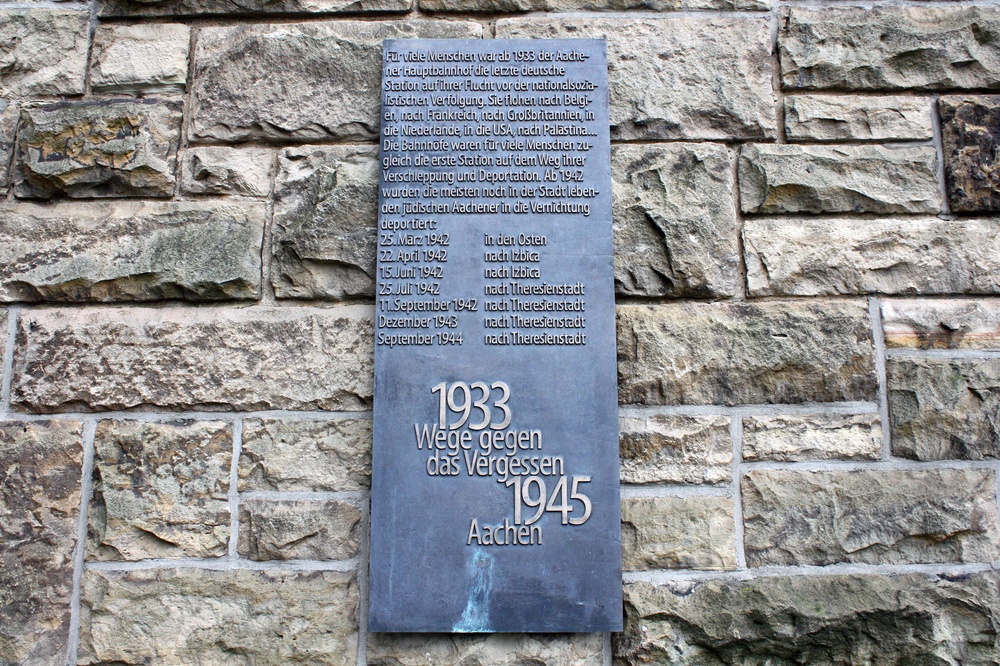 Für viele Menschen war ab 1933 der Aache-
ner Hauptbahnhof die letzte deutsche
Station auf ihrer Flucht vor der nationalsozia-
listischen Verfolgung. Sie flohen nach Belgi-
en, nach Frankreich, nach Großbritannien, in
die Niederlande, in die USA, nach Palästina...
Die Bahnhöfe waren für viele Menschen zu-
gleich die erste Station auf dem Weg ihrer
Verschleppung und Deportation. Ab 1942
wurden die meisten noch in der Stadt leben-
den jüdischen Aachener in die Vernichtung
deportiert:
25. März 1942 in den Osten
22. April 1942 nach Izbica
15. Juni 1942 nach Izbica
25. Juli 1942 nach Theresienstadt
11. September 1942 nach Theresienstadt
Dezember 1943 nach Theresienstadt
September 1944 nach Theresienstadt
1933
Wege gegen
das Vergessen
1945
Aachen